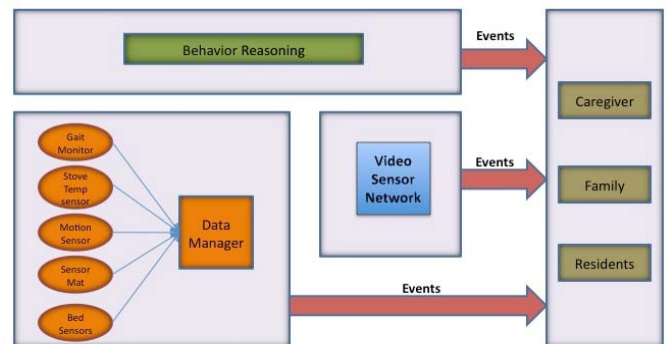 Behavior Reasoning
Events
Caregiver
Gait
Monitor
Stove
Temp
sensor
Motion
Sensor
Sensor
Mat
Bed
Sensors
Data
Manager
Video
Sensor
Network
Events
Family
Events
Residents